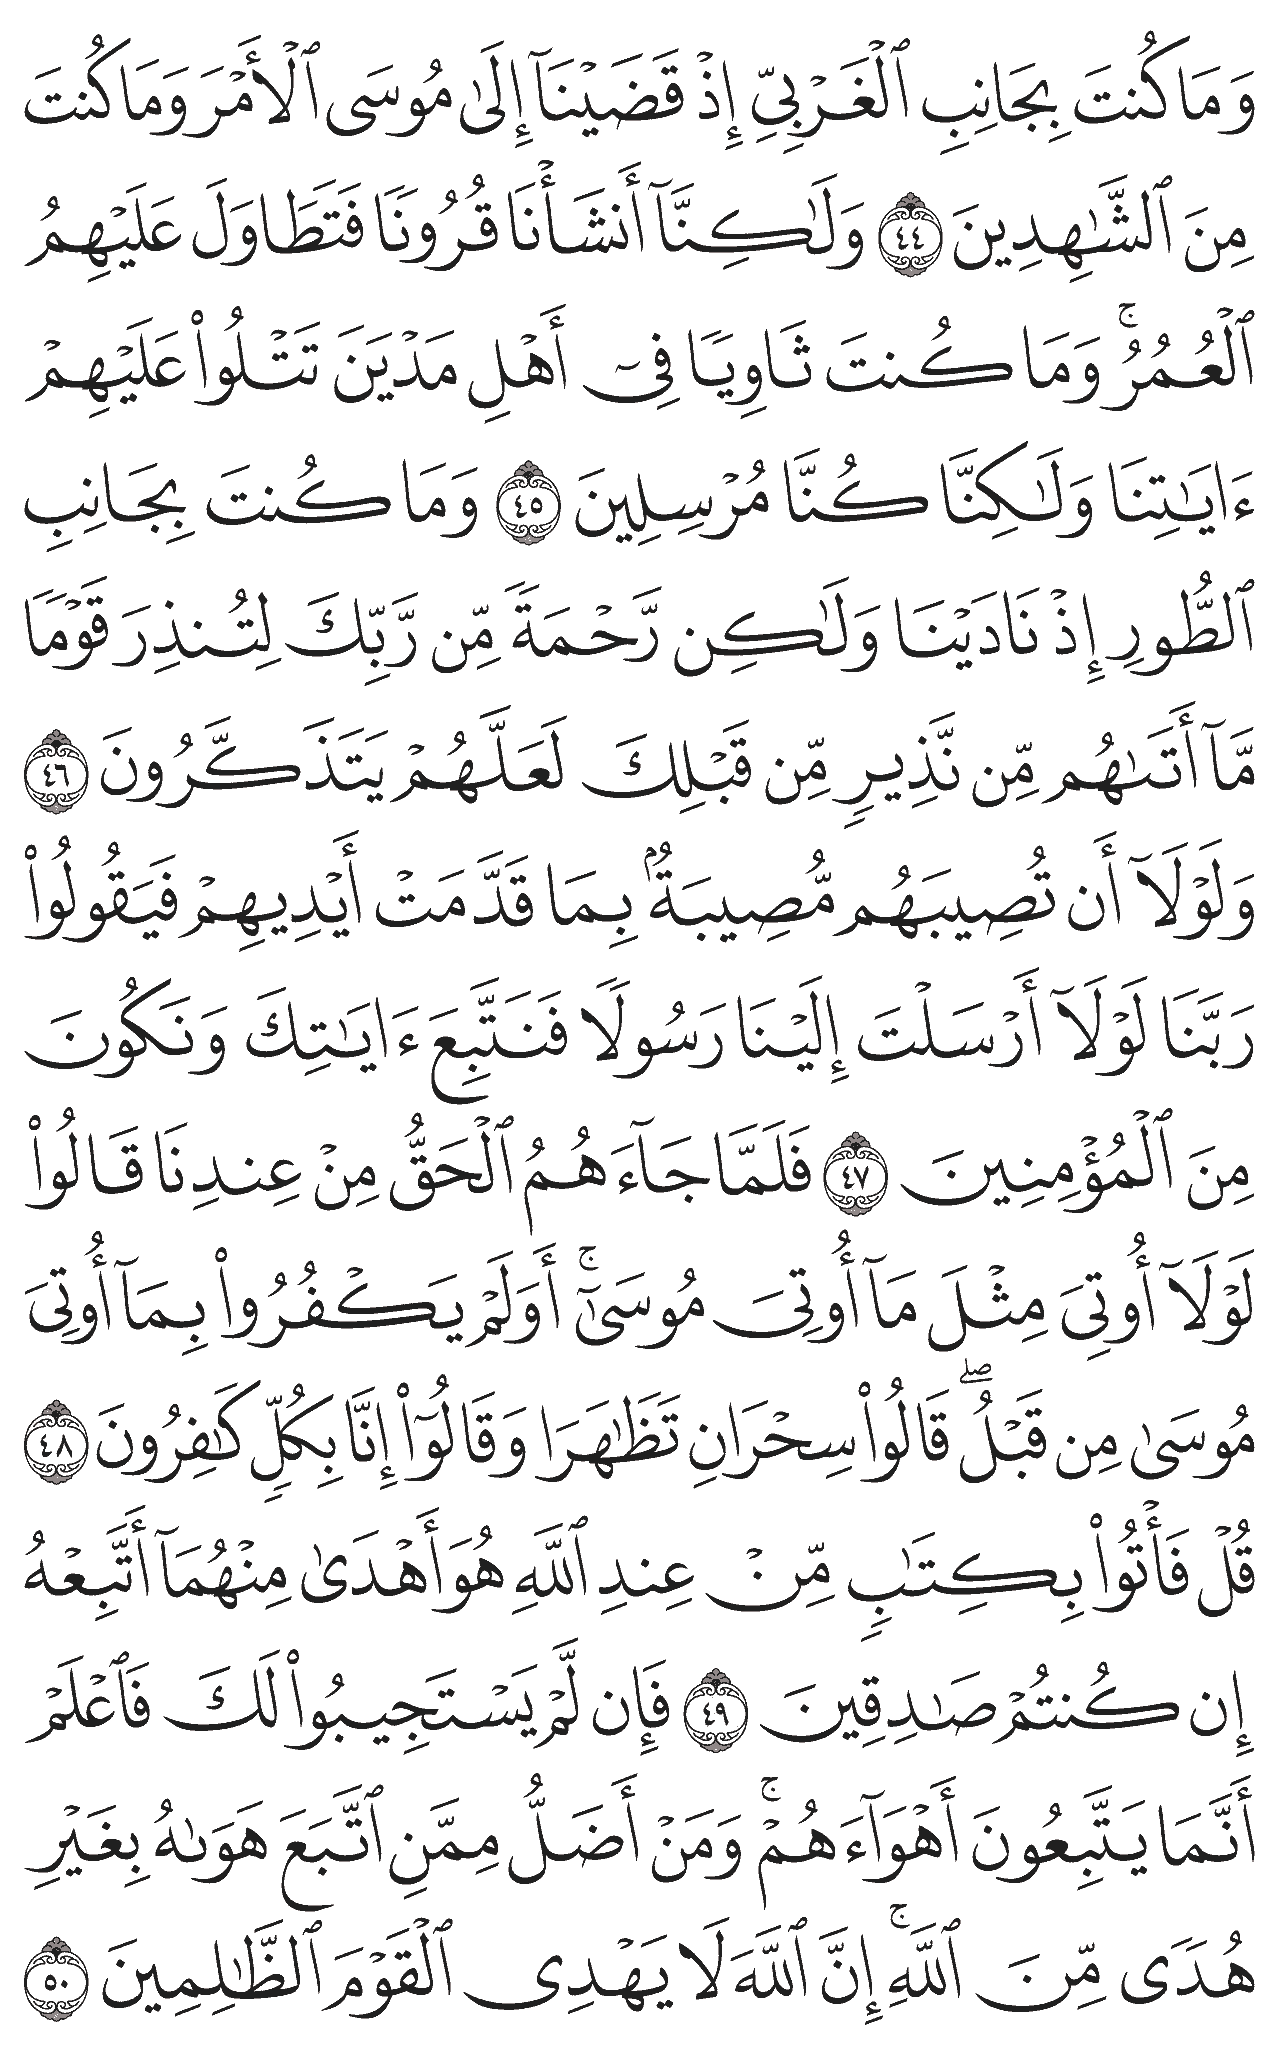 وَمَا كُنتَ بِجَانِبِ ٱلْغَرْبِيِّ إِذْ قَضَيْنَآ إِلَىٰ مُوسَى ٱلْأَمْرَ وَمَا كُنتَ
مِنَ ٱلشَّٰهِدِينَ ٤٤ وَلَٰكِنَّآ أَنشَأْنَا قُرُونًا فَتَطَاوَلَ عَلَيْهِمُ
ٱلْعُمُرُ ۚ وَمَا كُنتَ ثَاوِيًا فِىٓ أَهْلِ مَدْيَنَ تَتْلُوا۟ عَلَيْهِمْ
ءَايَٰتِنَا وَلَٰكِنَّا كُنَّا مُرْسِلِينَ ٤٥ وَمَا كُنتَ بِجَانِبِ
ٱلطُّورِ إِذْ نَادَيْنَا وَلَٰكِن رَّحْمَةً مِّن رَّبِّكَ لِتُنذِرَ قَوْمًا
مَّآ أَتَىٰهُم مِّن نَّذِيرٍ مِّن قَبْلِكَ لَعَلَّهُمْ يَتَذَكَّرُونَ ٤٦
وَلَوْلَآ أَن تُصِيبَهُم مُّصِيبَةٌۢ بِمَا قَدَّمَتْ أَيْدِيهِمْ فَيَقُولُوا۟
رَبَّنَا لَوْلَآ أَرْسَلْتَ إِلَيْنَا رَسُولًا فَنَتَّبِعَ ءَايَٰتِكَ وَنَكُونَ
مِنَ ٱلْمُؤْمِنِينَ ٤٧ فَلَمَّا جَآءَهُمُ ٱلْحَقُّ مِنْ عِندِنَا قَالُوا۟
لَوْلَآ أُوتِىَ مِثْلَ مَآ أُوتِىَ مُوسَىٰٓ ۚ أَوَلَمْ يَكْفُرُوا۟ بِمَآ أُوتِىَ
مُوسَىٰ مِن قَبْلُ ۖ قَالُوا۟ سِحْرَانِ تَظَٰهَرَا وَقَالُوٓا۟ إِنَّا بِكُلٍّ كَٰفِرُونَ ٤٨
قُلْ فَأْتُوا۟ بِكِتَٰبٍ مِّنْ عِندِ ٱللَّهِ هُوَ أَهْدَىٰ مِنْهُمَآ أَتَّبِعْهُ
إِن كُنتُمْ صَٰدِقِينَ ٤٩ فَإِن لَّمْ يَسْتَجِيبُوا۟ لَكَ فَٱعْلَمْ
أَنَّمَا يَتَّبِعُونَ أَهْوَآءَهُمْ ۚ وَمَنْ أَضَلُّ مِمَّنِ ٱتَّبَعَ هَوَىٰهُ بِغَيْرِ
هُدًى مِّنَ ٱللَّهِ ۚ إِنَّ ٱللَّهَ لَا يَهْدِى ٱلْقَوْمَ ٱلظَّٰلِمِينَ ٥٠